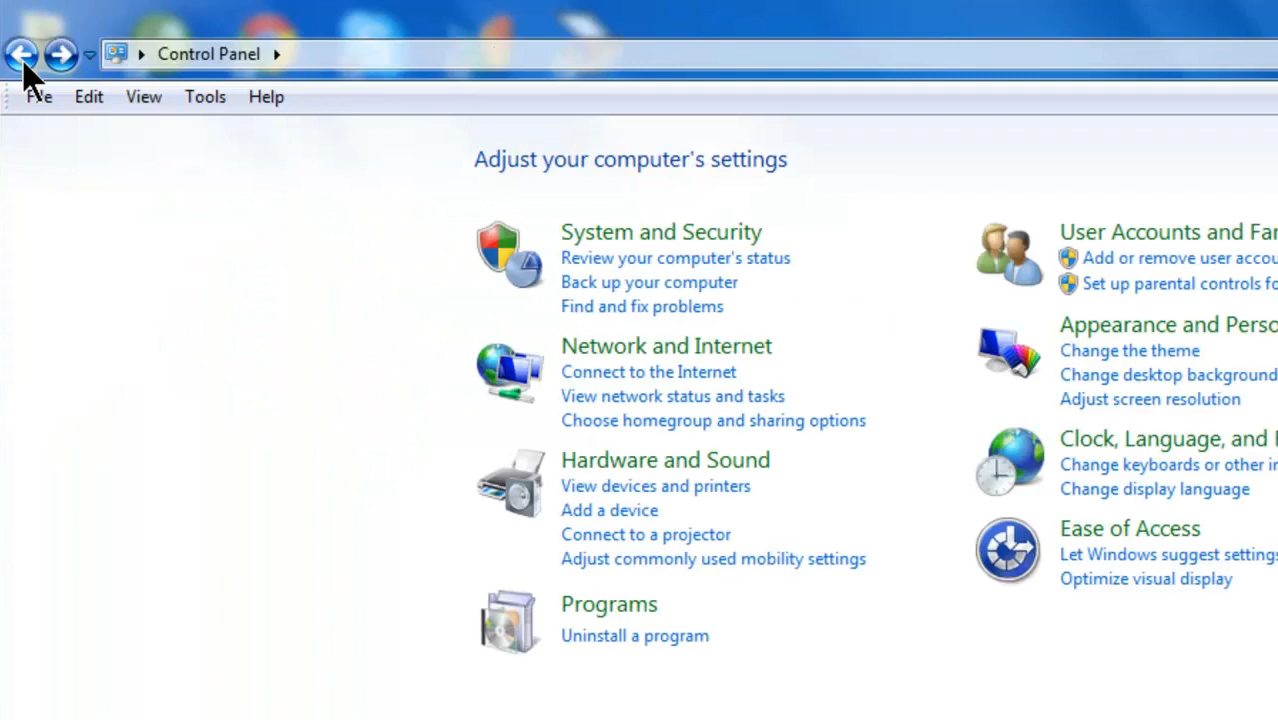 Control Panel
File Edit View Tools Help
Adjust your computer's settings
System and Security
Review your computer's status
Back up your computer
Find and fix problems
Network and Internet
Connect to the Internet
View network status and tasks
Choose homegroup and sharing options
Hardware and Sound
View devices and printers
Add a device
Connect to a projector
Adjust commonly used mobility settings
Programs
Uninstall a program
User Accounts and Fa
Add or remove user accou
Set up parental controls fo
Appearance and Perso
Change the theme
Change desktop background
Adjust screen resolution
Clock, Language, and
Change keyboards or other in
Change display language
Ease of Access
Let Windows suggest settings
Optimize visual display